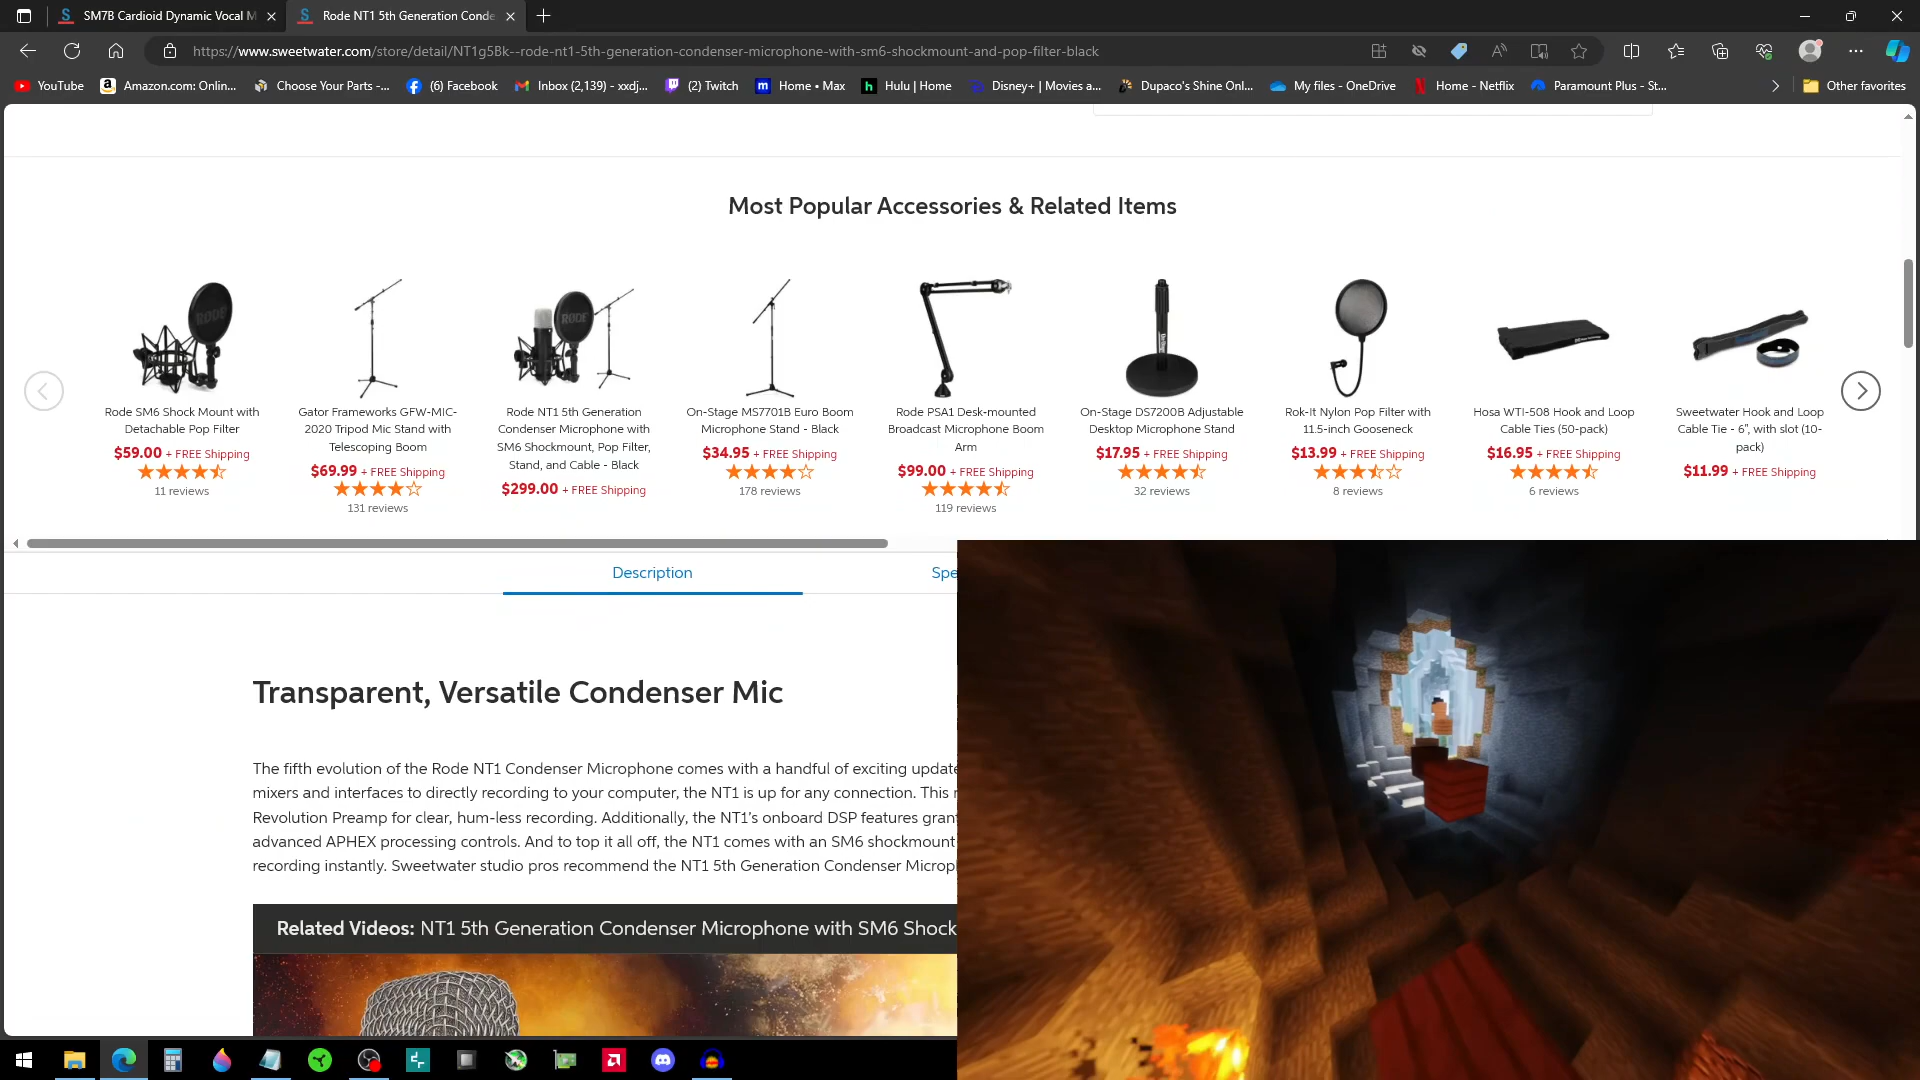 SM7B Cardioid Dynamic Vocal M
Rode NT1 5th Generation Conde
https://www.sweetwater.com/store/detail/NT1g5Bk--rode-nt1-5th-generation-condenser-microphone-with-sm6-shockmount-and-pop-filter-black
YouTube
Amazon.com: Onlin...
Choose Your Parts -...
(6) Facebook
Inbox (2,139) - xxdj...
(2) Twitch
Home • Max
Hulu | Home
Disney+ | Movies a...
Dupaco's Shine Onl...
My files - OneDrive
Home - Netflix
Paramount Plus - St...
Other favorites
Most Popular Accessories & Related Items
Rode SM6 Shock Mount with
Detachable Pop Filter
$59.00 + FREE Shipping
11 reviews
Gator Frameworks GFW-MIC-
2020 Tripod Mic Stand with
Telescoping Boom
$69.99 + FREE Shipping
131 reviews
RODE
Rode NT1 5th Generation
Condenser Microphone with
SM6 Shockmount, Pop Filter,
Stand, and Cable - Black
$299.00 + FREE Shipping
On-Stage MS7701B Euro Boom
Microphone Stand - Black
$34.95 + FREE Shipping
178 reviews
Rode PSA1 Desk-mounted
Broadcast Microphone Boom
Arm
$99.00 + FREE Shipping
119 reviews
On-Stage DS7200B Adjustable
Desktop Microphone Stand
$17.95 + FREE Shipping
32 reviews
Rok-It Nylon Pop Filter with
11.5-inch Gooseneck
$13.99 + FREE Shipping
8 reviews
Hosa WTI-508 Hook and Loop
Cable Ties (50-pack)
$16.95 + FREE Shipping
6 reviews
Sweetwater Hook and Loop
Cable Tie - 6", with slot (10-
pack)
$11.99 + FREE Shipping
Description
Spe
Transparent, Versatile Condenser Mic
The fifth evolution of the Rode NT1 Condenser Microphone comes with a handful of exciting update
mixers and interfaces to directly recording to your computer, the NT1 is up for any connection. This
Revolution Preamp for clear, hum-less recording. Additionally, the NT1's onboard DSP features grant
advanced APHEX processing controls. And to top it all off, the NT1 comes with an SM6 shockmount
recording instantly. Sweetwater studio pros recommend the NT1 5th Generation Condenser Microp
Related Videos: NT1 5th Generation Condenser Microphone with SM6 Shock